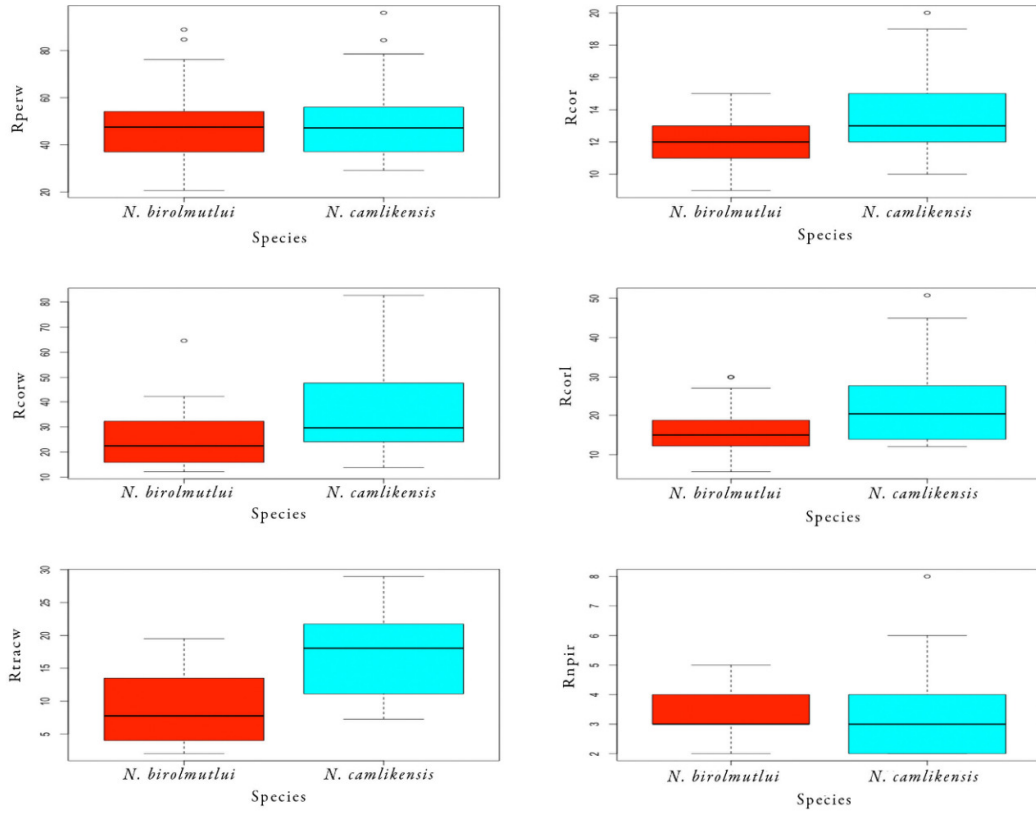 Rperw
80
60
40
20
N. birolmutlui N. camlikensis
Species
Rcor
20
18
16
14
12
10
N. birolmutlui N. camlikensis
Species
Rcorw
80
70
60
50
40
30
20
10
N. birolmutlui N. camlikensis
Species
Rcorl
50
40
30
20
10
N. birolmutlui N. camlikensis
Species
Rtracw
30
25
20
15
10
5
N. birolmutlui N. camlikensis
Species
Rnpir
8
7
6
5
4
3
2
N. birolmutlui N. camlikensis
Species